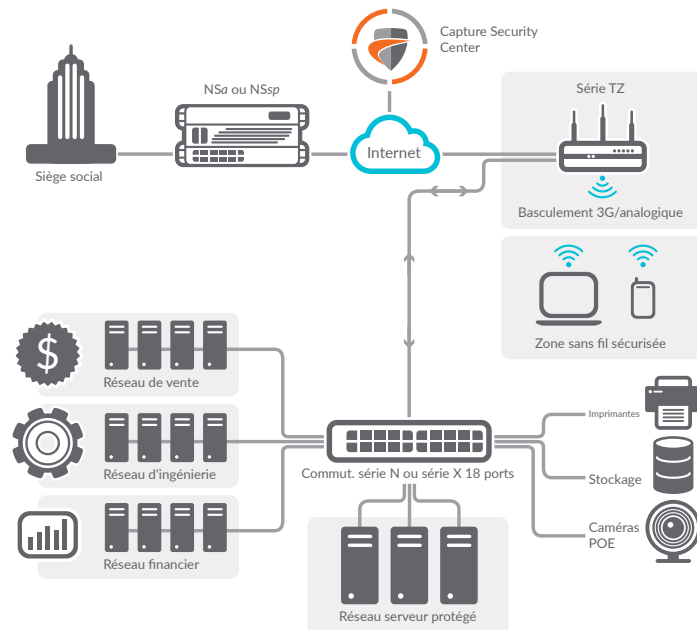 Capture Security
Center
NSa ou NSsp
Série TZ
Internet
Siège social
Basculement 3G/analogique
Zone sans fil sécurisée
$
Réseau de vente
Imprimantes
Réseau d'ingénierie
Commut. série N ou série X 18 ports
Stockage
Caméras
POE
Réseau financier
Réseau serveur protégé